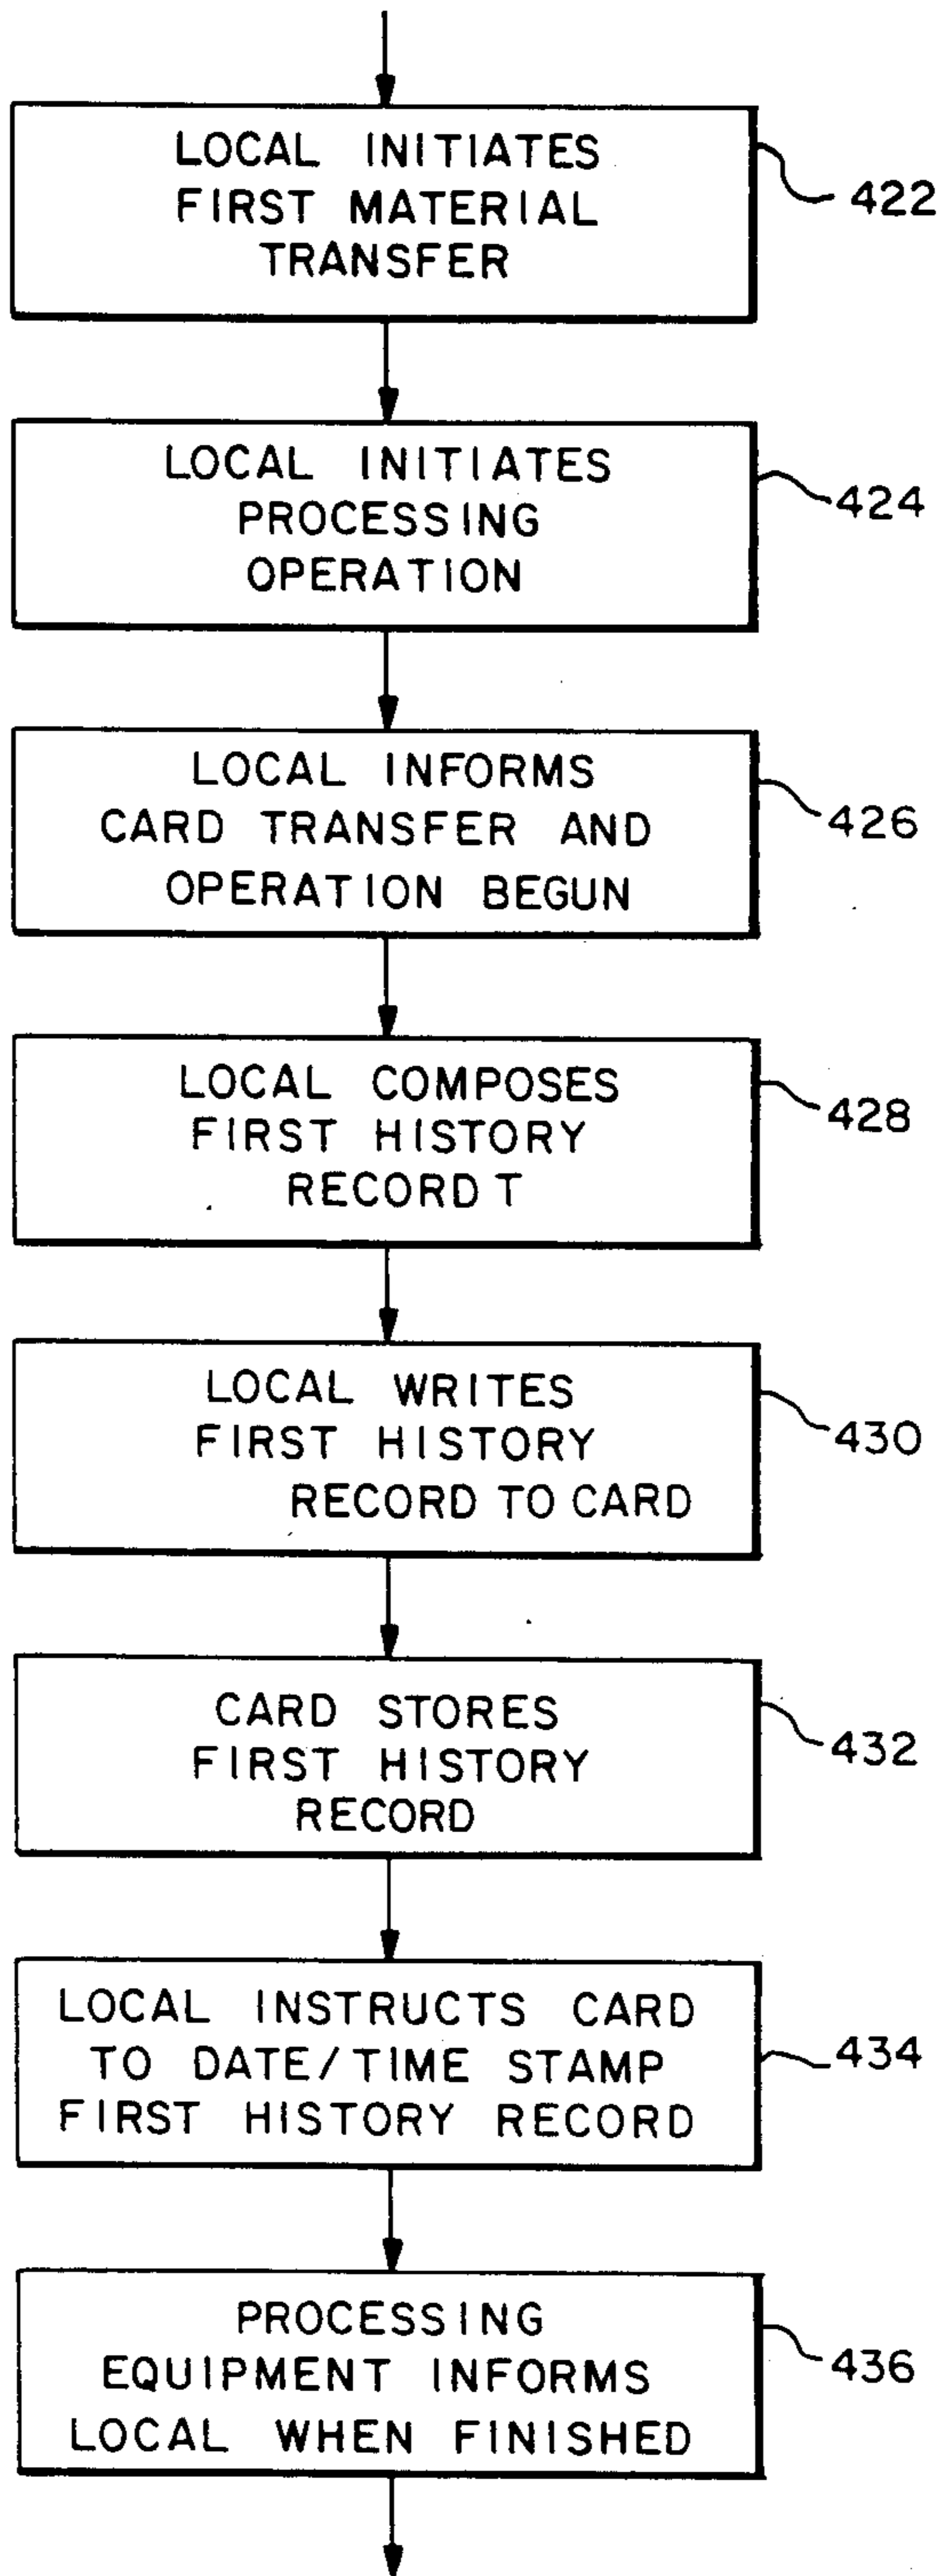 LOCAL INITIATES
FIRST MATERIAL
TRANSFER
422
LOCAL INITIATES
PROCESSING
OPERATION
424
LOCAL INFORMS
CARD TRANSFER AND
OPERATION BEGUN
426
LOCAL COMPOSES
FIRST HISTORY
RECORD T
428
LOCAL WRITES
FIRST HISTORY
RECORD TO CARD
430
CARD STORES
FIRST HISTORY
RECORD
432
LOCAL INSTRUCTS CARD
TO DATE/TIME STAMP
FIRST HISTORY RECORD
434
PROCESSING
EQUIPMENT INFORMS
LOCAL WHEN FINISHED
436